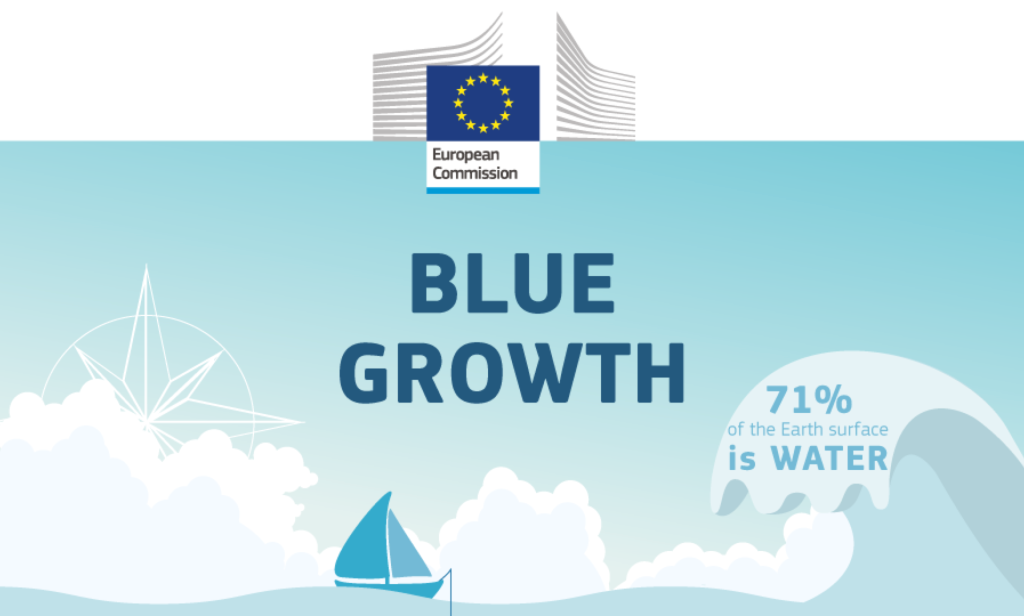 European
Commission
BLUE
GROWTH
71%
of the Earth surface
is WATER